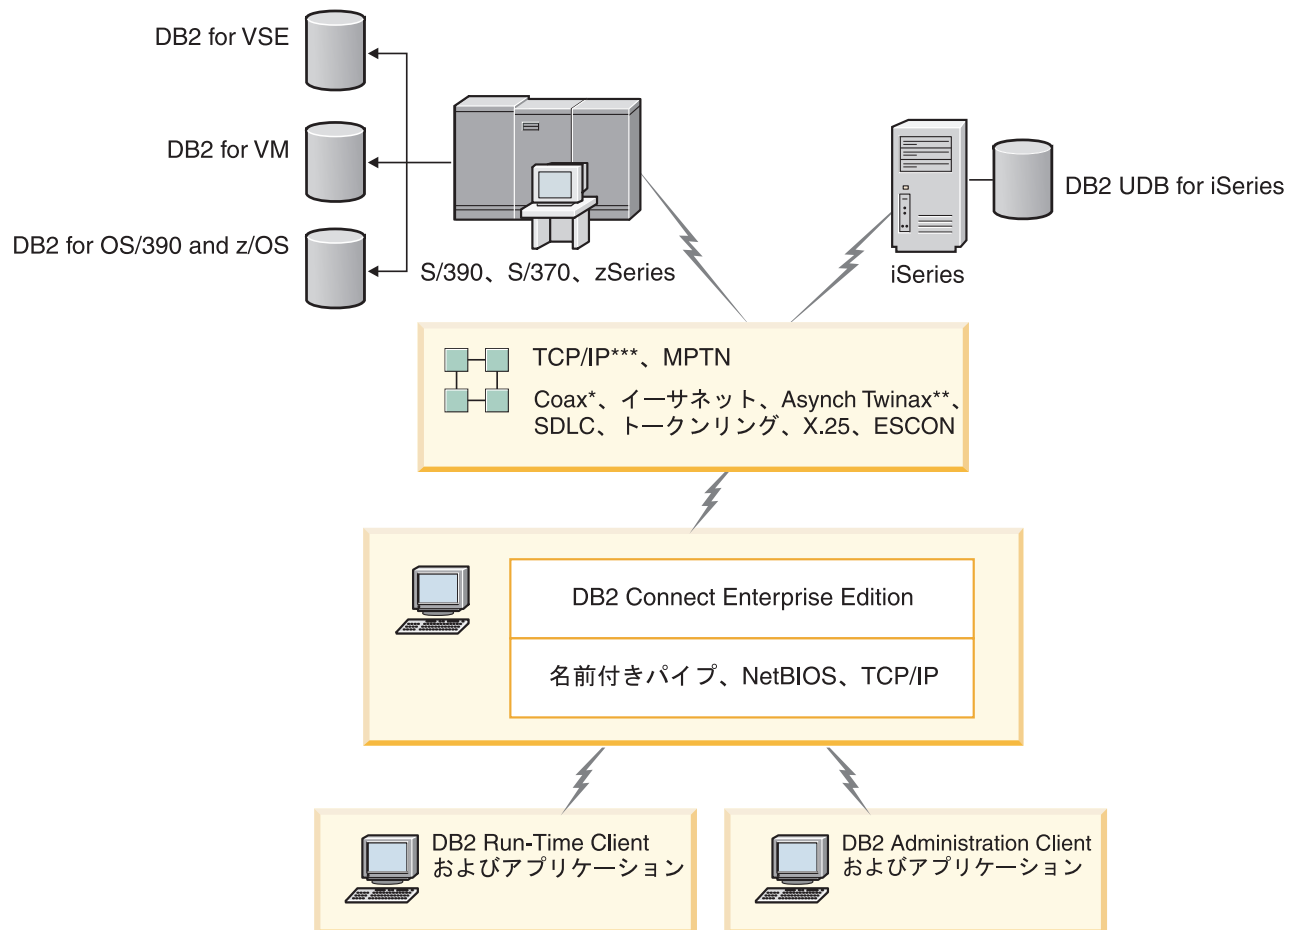 DB2 for VSE
DB2 for VM
DB2 for OS/390 and z/OS
S/390、S/370、zSeries
DB2 UDB for iSeries
iSeries
TCP/IP***、MPTN
Coax*、イーサネット、Asynch Twinax**、
SDLC、トークンリング、X.25、ESCON
DB2 Connect Enterprise Edition
名前付きパイプ、NetBIOS、TCP/IP
DB2 Run-Time Client
およびアプリケーション
DB2 Administration Client
およびアプリケーション